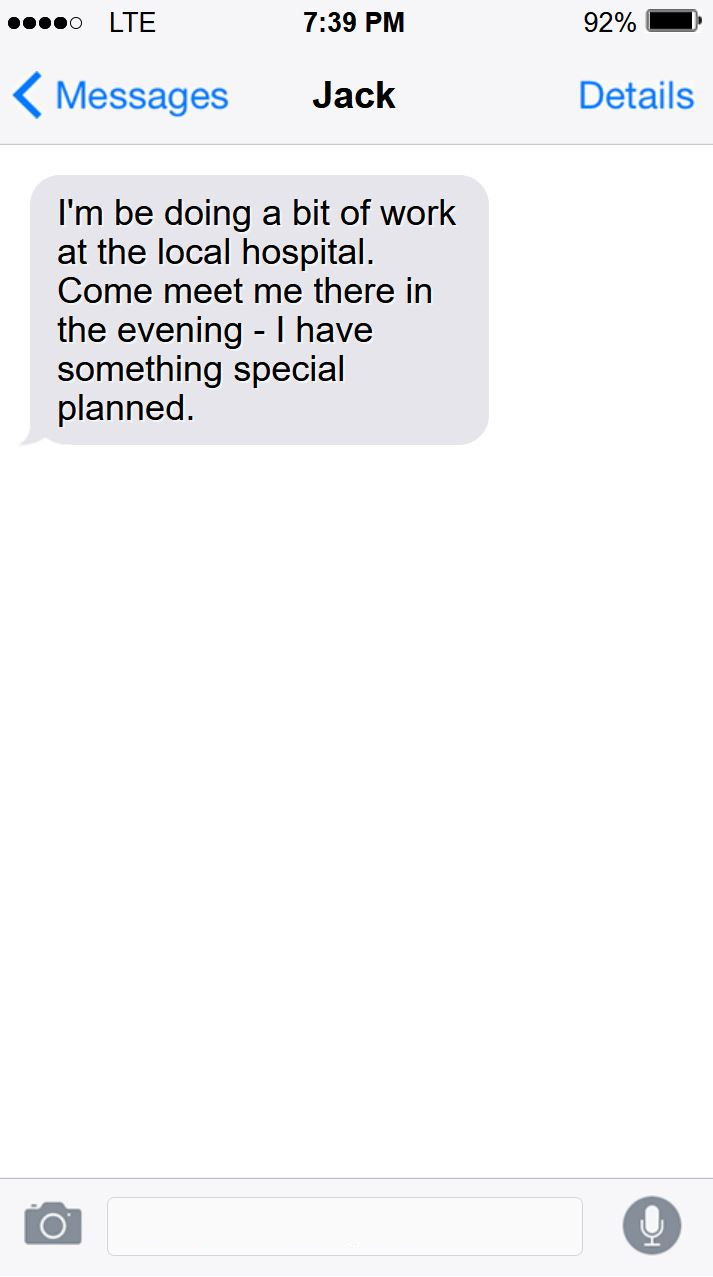 LTE 7:39 PM 92%
Messages Jack Details
I'm be doing a bit of work
at the local hospital.
Come meet me there in
the evening - I have
something special
planned.